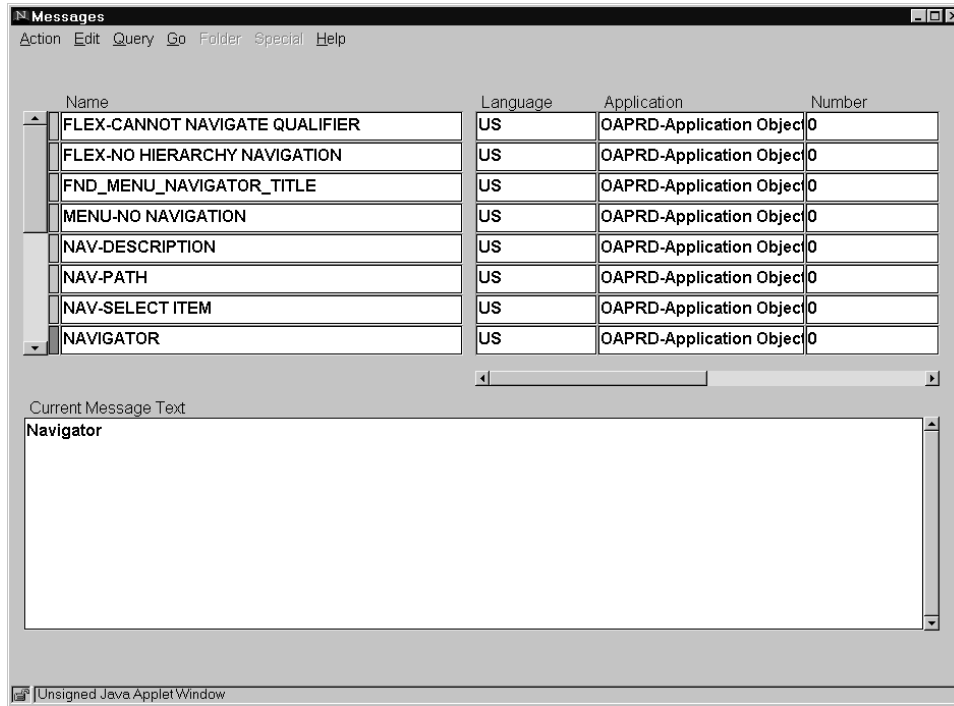 N Messages
Action Edit Query Go Folder Special Help
Name Language Application Number
FLEX-CANNOT NAVIGATE QUALIFIER US OAPRD-Application Object 0
FLEX-NO HIERARCHY NAVIGATION US OAPRD-Application Object 0
FND_MENU_NAVIGATOR_TITLE US OAPRD-Application Object 0
MENU-NO NAVIGATION US OAPRD-Application Object 0
NAV-DESCRIPTION US OAPRD-Application Object 0
NAV-PATH US OAPRD-Application Object 0
NAV-SELECT ITEM US OAPRD-Application Object 0
NAVIGATOR US OAPRD-Application Object 0
Current Message Text
Navigator
Unsigned Java Applet Window